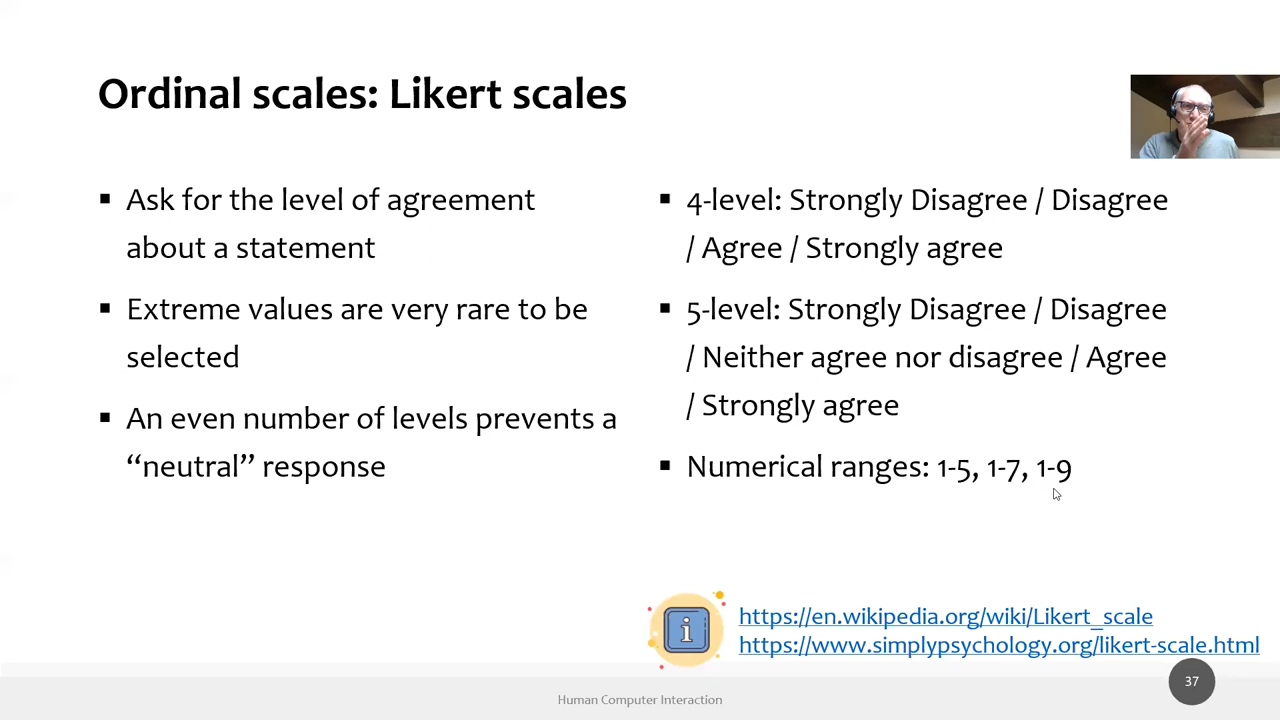 Ordinal scales: Likert scales
▪ Ask for the level of agreement
about a statement
▪ Extreme values are very rare to be
selected
▪ An even number of levels prevents a
“neutral” response
▪ 4-level: Strongly Disagree / Disagree
/ Agree / Strongly agree
▪ 5-level: Strongly Disagree / Disagree
/ Neither agree nor disagree / Agree
/ Strongly agree
▪ Numerical ranges: 1-5, 1-7, 1-9
i
https://en.wikipedia.org/wiki/Likert_scale
https://www.simplypsychology.org/likert-scale.html
37
Human Computer Interaction